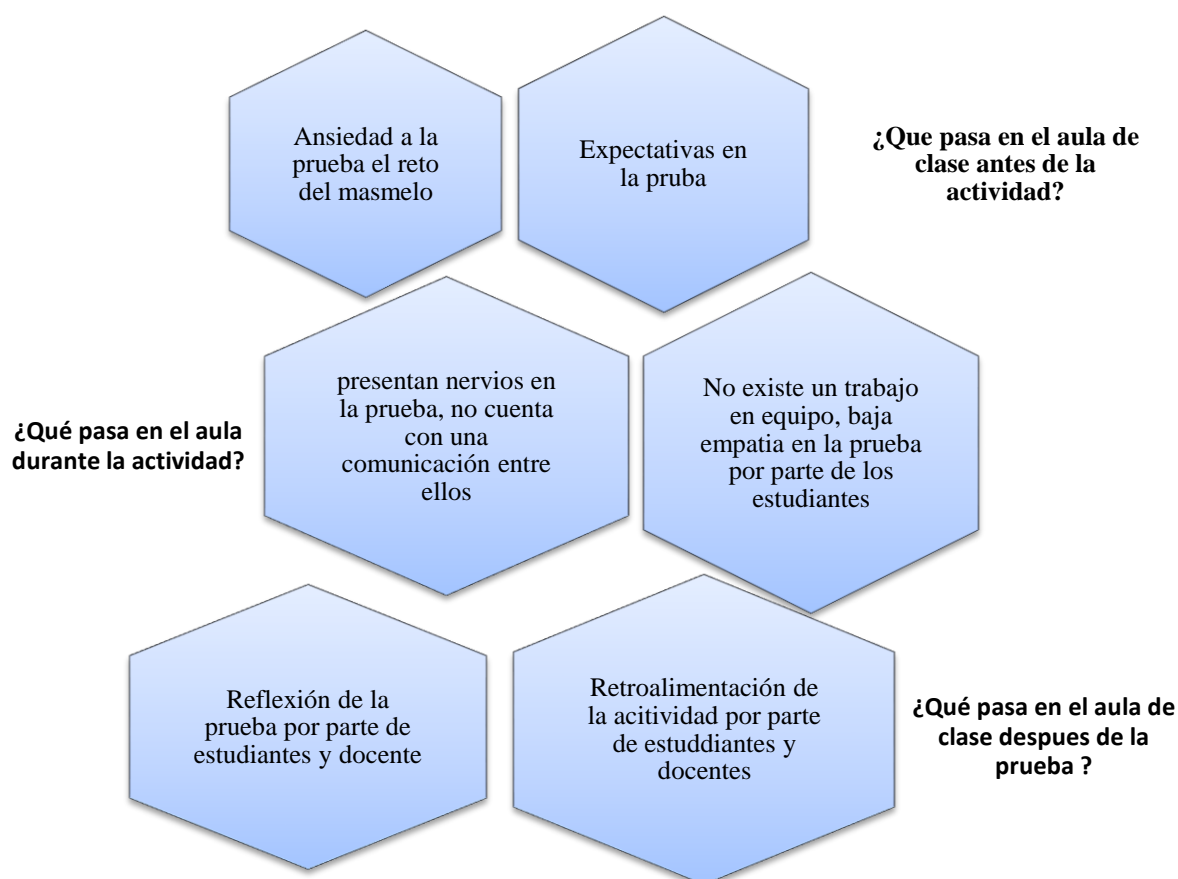 Ansiedad a la
prueba el reto
del masmelo
Expectativas en
la pruba
¿Que pasa en el aula de
clase antes de la
actividad?
¿Qué pasa en el aula
durante la actividad?
presentan nervios en
la prueba, no cuenta
con una
comunicación entre
ellos
No existe un trabajo
en equipo, baja
empatia en la prueba
por parte de los
estudiantes
Reflexión de la
prueba por parte de
estudiantes y docente
Retroalimentación de
la acitividad por parte
de estuddiantes y
docentes
¿Qué pasa en el aula de
clase despues de la
prueba ?